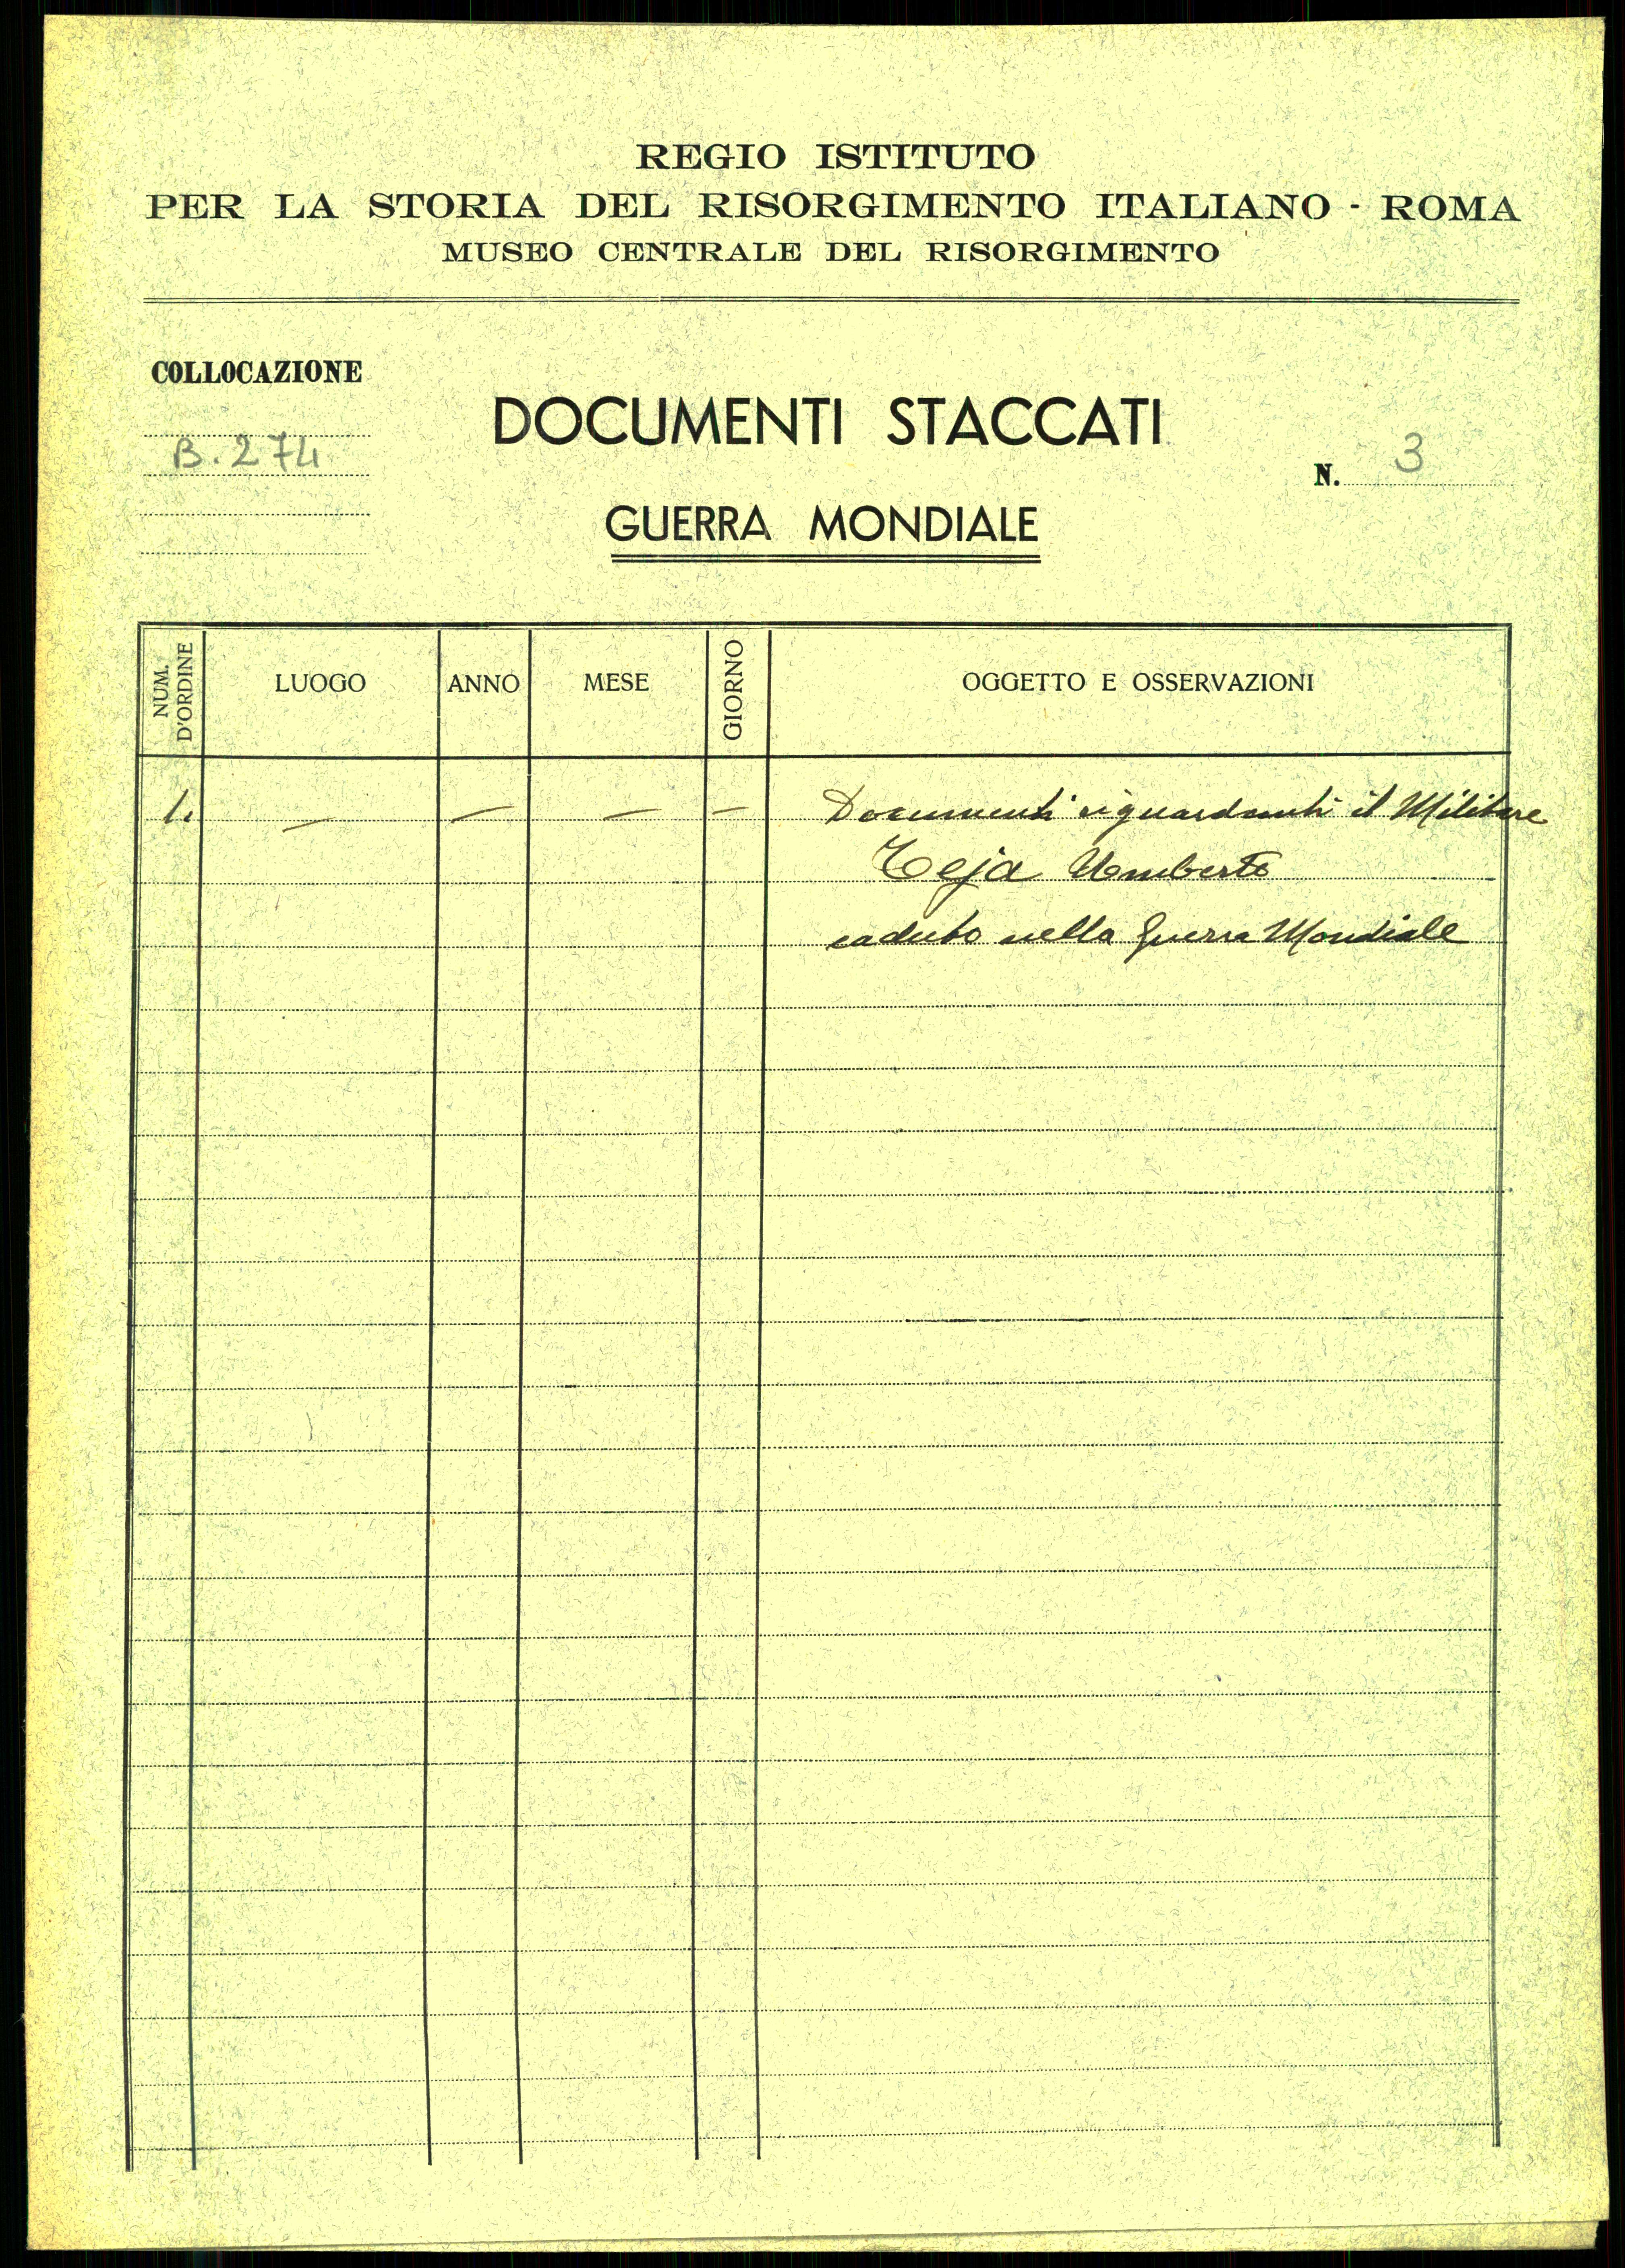 REGIO ISTITUTO
PER LA STORIA DEL RISORGIMENTO ITALIANO - ROMA
MUSEO CENTRALE DEL RISORGIMENTO
COLLOCAZIONE
B. 274
DOCUMENTI STACCATI
N. 3
GUERRA MONDIALE
NUM. D'ORDINE LUOGO ANNO MESE GIORNO OGGETTO E OSSERVAZIONI
1. — — — — Documenti riguardanti il Militare
Teja Umberto
caduto nella Guerra Mondiale